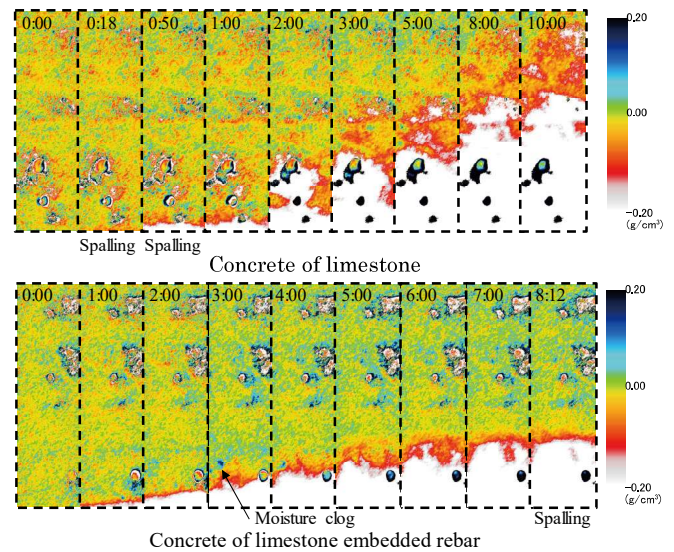 0:00 0:18 0:50 1:00 2:00 3:00 5:00 8:00 10:00
0.20
0.00
-0.20
(g/cm³)
Spalling Spalling
Concrete of limestone
0:00 1:00 2:00 3:00 4:00 5:00 6:00 7:00 8:12
0.20
0.00
-0.20
(g/cm³)
Moisture clog
Spalling
Concrete of limestone embedded rebar